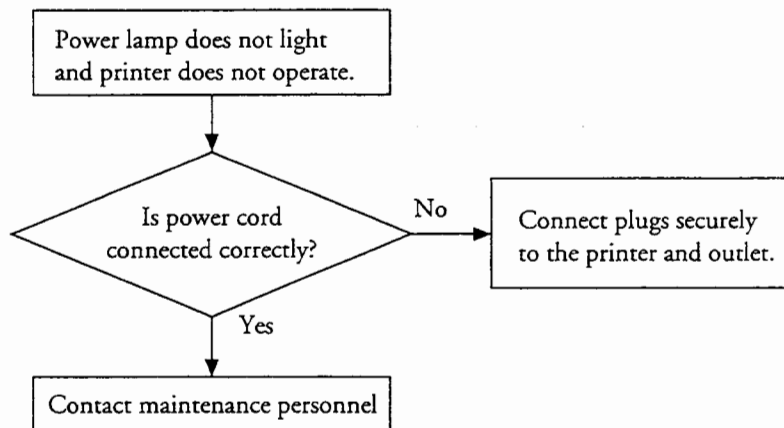 Power lamp does not light
and printer does not operate.
Is power cord
connected correctly?
No
Connect plugs securely
to the printer and outlet.
Yes
Contact maintenance personnel